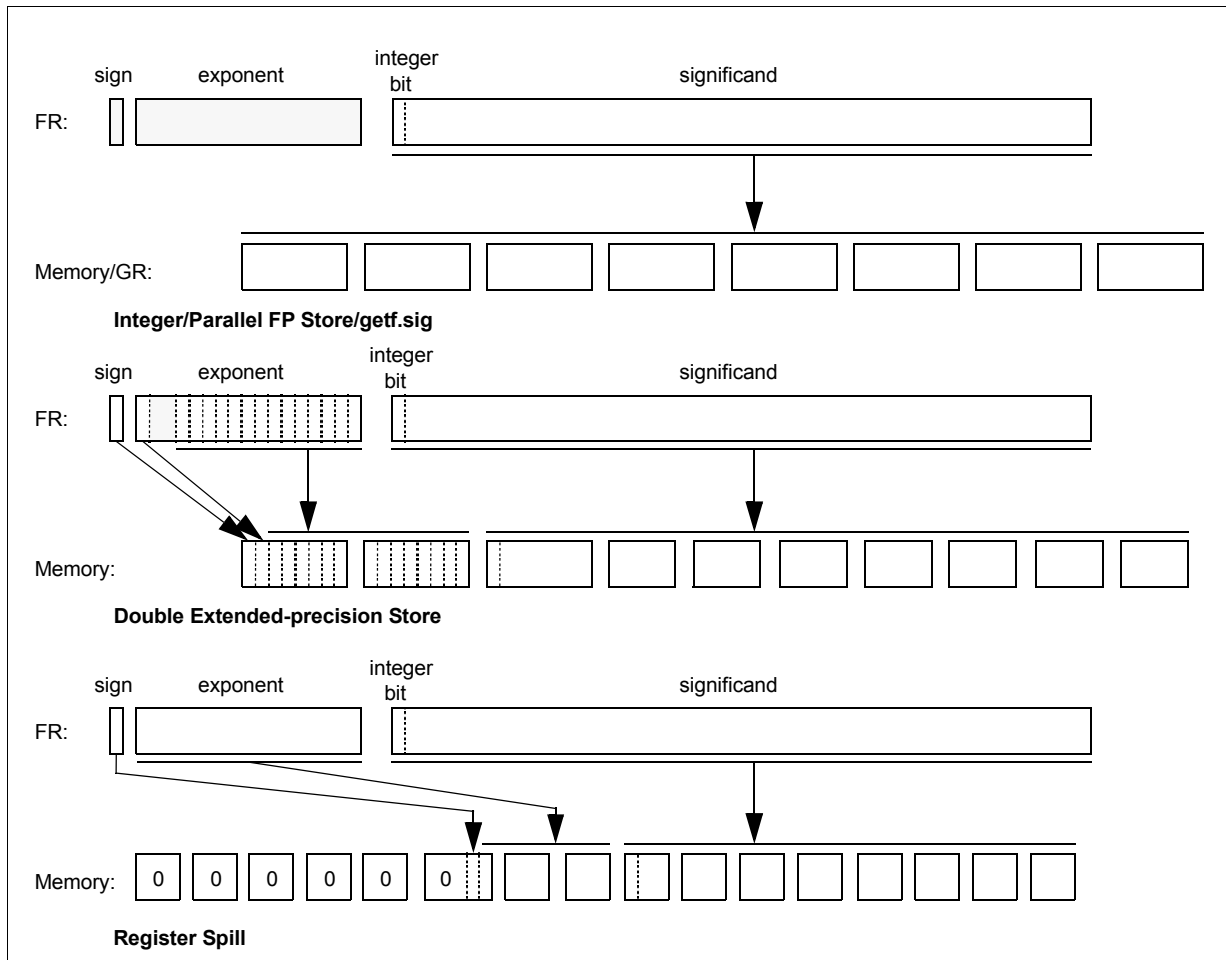 sign exponent integer bit significand
FR:
Memory/GR:
Integer/Parallel FP Store/getf.sig
sign exponent integer bit significand
FR:
Memory:
Double Extended-precision Store
sign exponent integer bit significand
FR:
Memory: 0 0 0 0 0 0
Register Spill